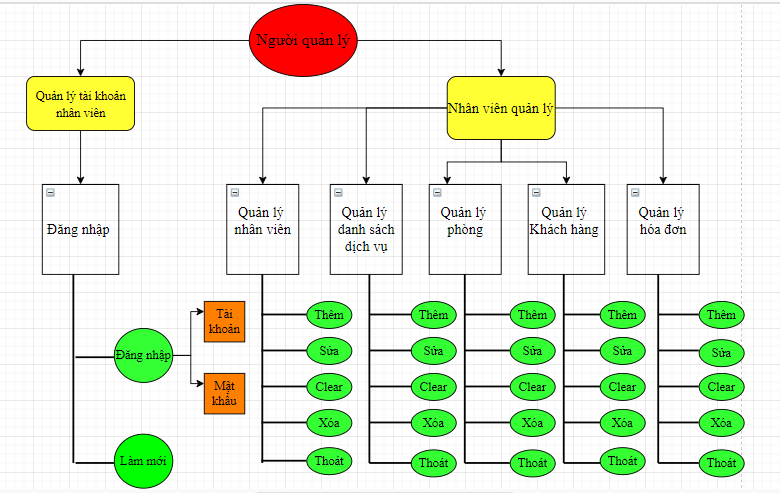 Người quản lý
Quản lý tài khoản
nhân viên
Nhân viên quản lý
Đăng nhập
Quản lý
nhân viên
Quản lý
danh sách
dịch vụ
Quản lý
phòng
Quản lý
Khách hàng
Quản lý
hóa đơn
Đăng nhập
Tài
khoản
Mật
khẩu
Làm mới
Thêm
Sửa
Clear
Xóa
Thoát
Thêm
Sửa
Clear
Xóa
Thoát
Thêm
Sửa
Clear
Xóa
Thoát
Thêm
Sửa
Clear
Xóa
Thoát
Thêm
Sửa
Clear
Xóa
Thoát